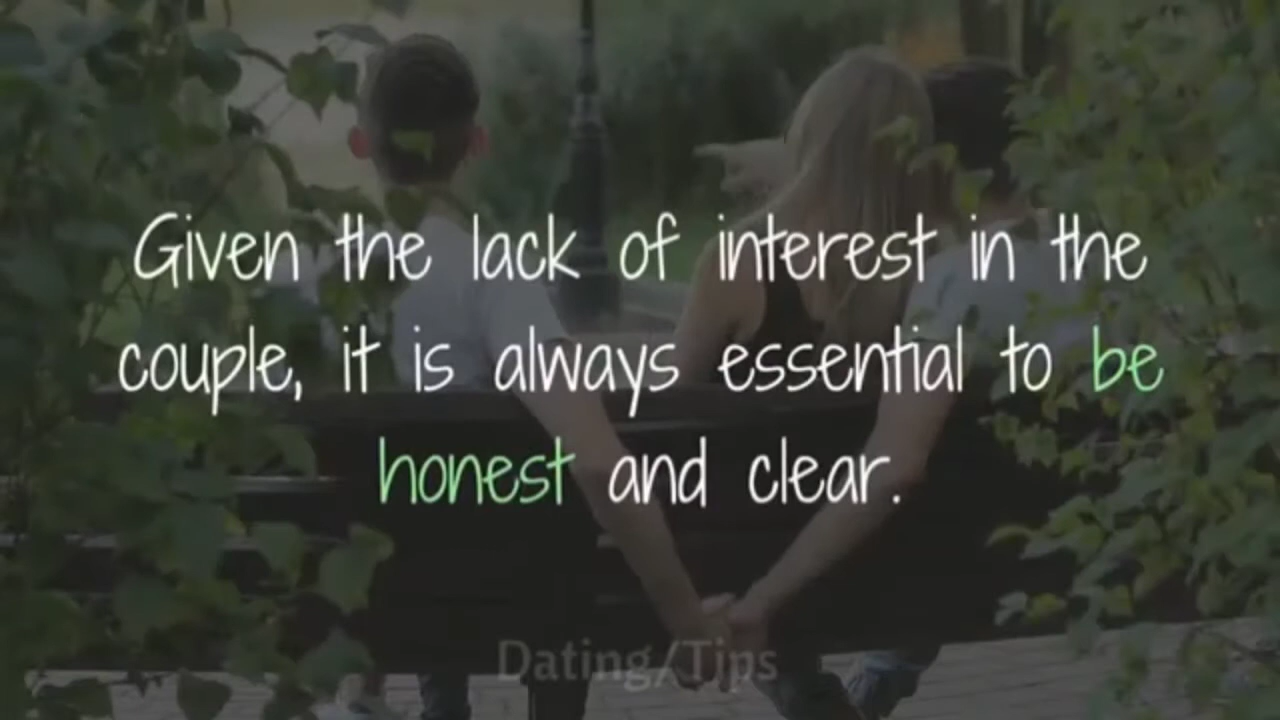 Given the lack of interest in the
couple, it is always essential to be
honest and clear.
Dating/Tips